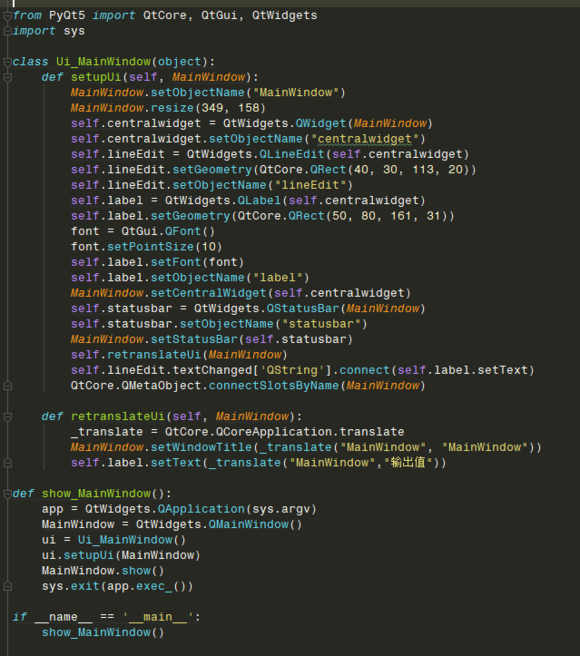 from PyQt5 import QtCore, QtGui, QtWidgets
import sys
class Ui_MainWindow(object):
    def setupUi(self, MainWindow):
        MainWindow.setObjectName("MainWindow")
        MainWindow.resize(349, 158)
        self.centralwidget = QtWidgets.QWidget(MainWindow)
        self.centralwidget.setObjectName("centralwidget")
        self.lineEdit = QtWidgets.QLineEdit(self.centralwidget)
        self.lineEdit.setGeometry(QtCore.QRect(40, 30, 113, 20))
        self.lineEdit.setObjectName("lineEdit")
        self.label = QtWidgets.QLabel(self.centralwidget)
        self.label.setGeometry(QtCore.QRect(50, 80, 161, 31))
        font = QtGui.QFont()
        font.setPointSize(10)
        self.label.setFont(font)
        self.label.setObjectName("label")
        MainWindow.setCentralWidget(self.centralwidget)
        self.statusbar = QtWidgets.QStatusBar(MainWindow)
        self.statusbar.setObjectName("statusbar")
        MainWindow.setStatusBar(self.statusbar)
        self.retranslateUi(MainWindow)
        self.lineEdit.textChanged['QString'].connect(self.label.setText)
        QtCore.QMetaObject.connectSlotsByName(MainWindow)
    def retranslateUi(self, MainWindow):
        _translate = QtCore.QCoreApplication.translate
        MainWindow.setWindowTitle(_translate("MainWindow", "MainWindow"))
        self.label.setText(_translate("MainWindow","输出值"))
def show_MainWindow():
    app = QtWidgets.QApplication(sys.argv)
    MainWindow = QtWidgets.QMainWindow()
    ui = Ui_MainWindow()
    ui.setupUi(MainWindow)
    MainWindow.show()
    sys.exit(app.exec_())
if __name__ == '__main__':
    show_MainWindow()